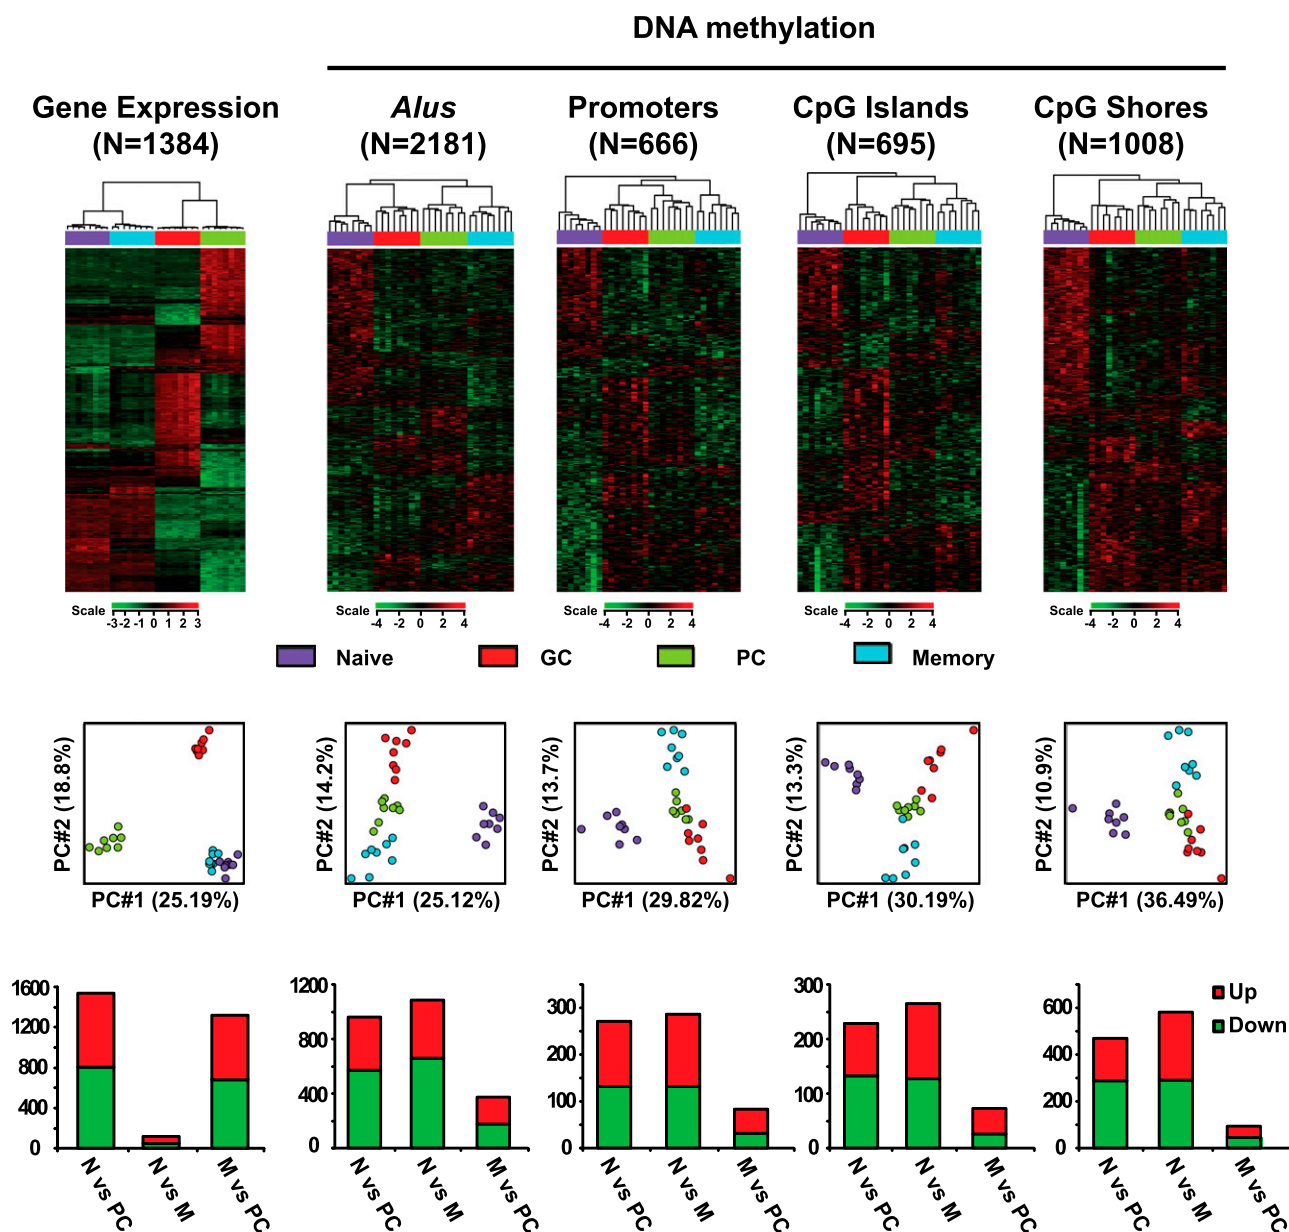 DNA methylation
Gene Expression
(N=1384)
Alus
(N=2181)
Promoters
(N=666)
CpG Islands
(N=695)
CpG Shores
(N=1008)
Scale
-3 -2 -1 0 1 2 3
Scale
-4 -2 0 2 4
Scale
-4 -2 0 2 4
Scale
-4 -2 0 2 4
Scale
-4 -2 0 2 4
Naive
GC
PC
Memory
PC#2 (18.8%)
PC#1 (25.19%)
PC#2 (14.2%)
PC#1 (25.12%)
PC#2 (13.7%)
PC#1 (29.82%)
PC#2 (13.3%)
PC#1 (30.19%)
PC#2 (10.9%)
PC#1 (36.49%)
1600
1200
800
400
0
N vs PC
N vs M
M vs PC
1200
800
400
0
N vs PC
N vs M
M vs PC
300
200
100
0
N vs PC
N vs M
M vs PC
300
200
100
0
N vs PC
N vs M
M vs PC
600
400
200
0
N vs PC
N vs M
M vs PC
Up
Down